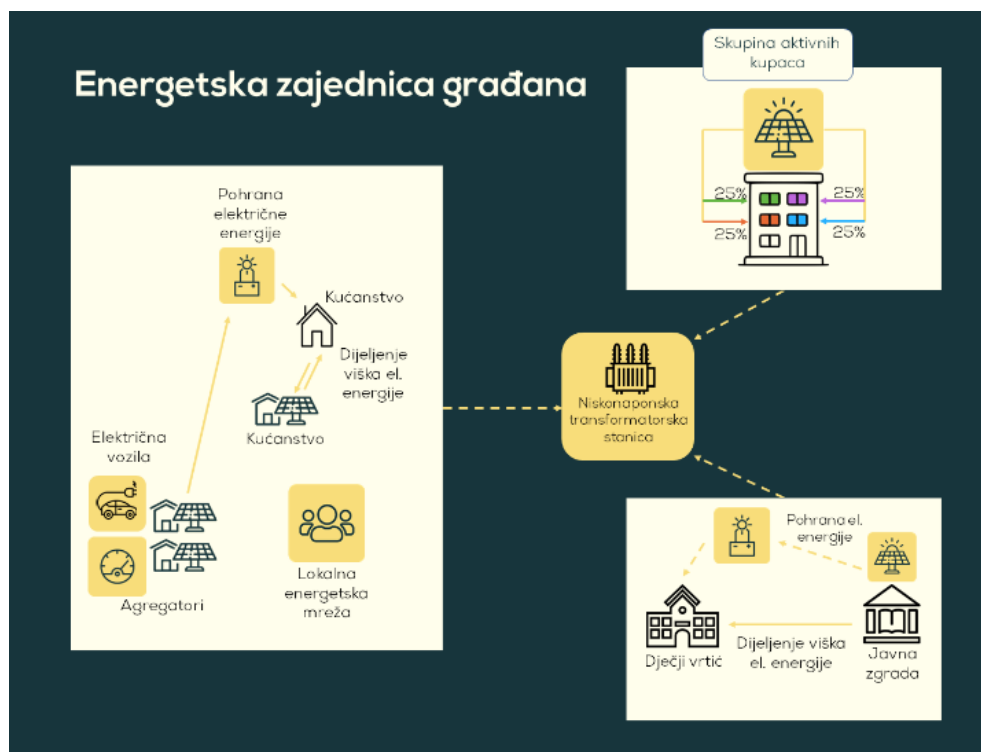 Energetska zajednica građana
Skupina aktivnih
kupaca
25%
25%
25%
25%
Pohrana
električne
energije
Kućanstvo
Dijeljenje
viška el.
energije
Kućanstvo
Električna
vozila
Agregatori
Lokalna
energetska
mreža
Niskonaponska
transformatorska
stanica
Pohrana el.
energije
Dječji vrtić
Dijeljenje viška
el. energije
Javna
zgrada